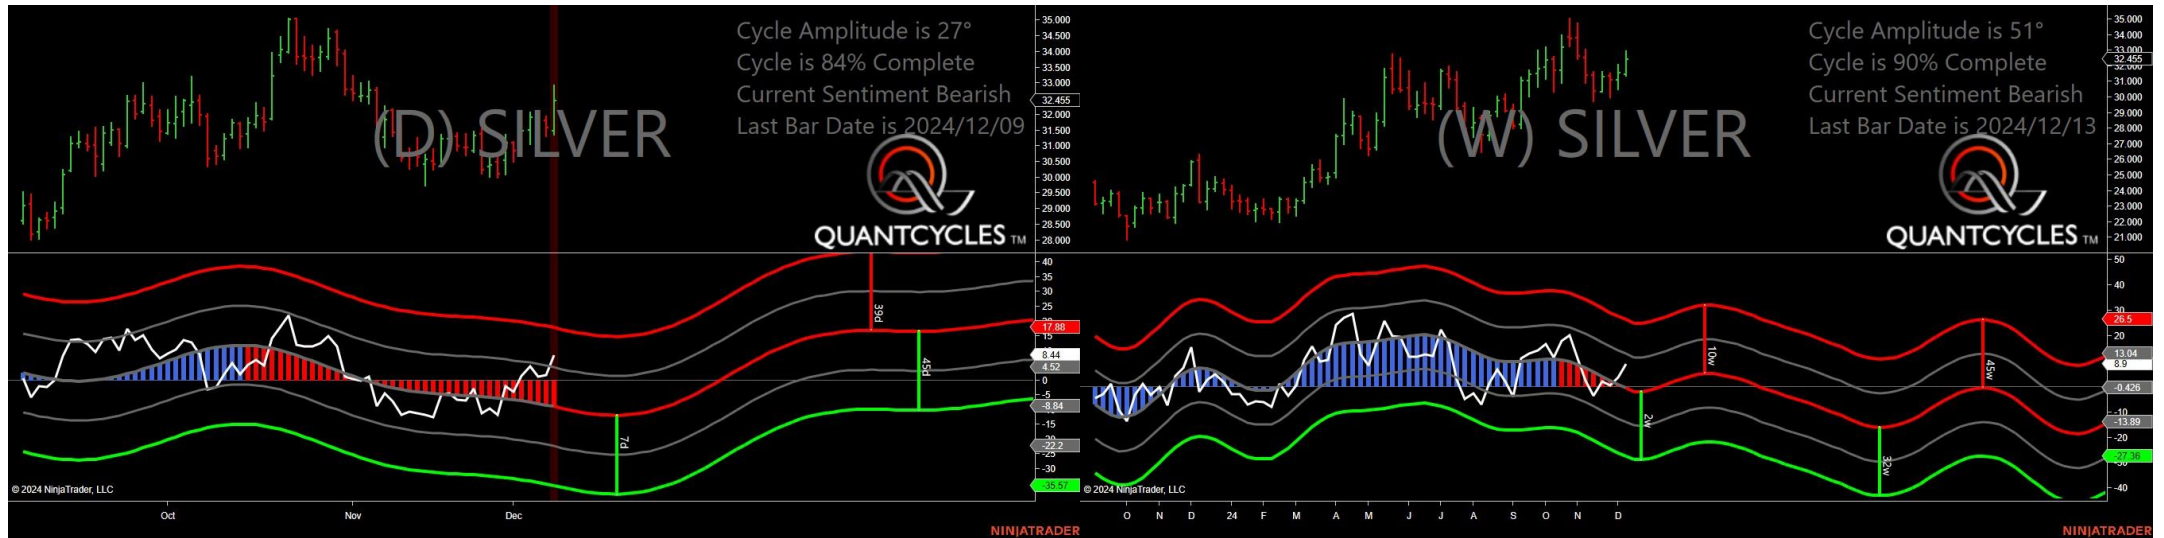 Cycle Amplitude is 27°
Cycle is 84% Complete
Current Sentiment Bearish
Last Bar Date is 2024/12/09
(D) SILVER
QUANTCYCLES TM
35.000
34.500
34.000
33.500
33.000
32.455
32.000
31.500
31.000
30.500
30.000
29.500
29.000
28.500
28.000
40
35
30
25
20
17.88
15
8.44
4.52
0
-5
-8.84
-15
-22.2
-25
-30
-35.57
39d
45d
7d
© 2024 NinjaTrader, LLC
Oct Nov Dec
NINJATRADER
Cycle Amplitude is 51°
Cycle is 90% Complete
Current Sentiment Bearish
Last Bar Date is 2024/12/13
(W) SILVER
QUANTCYCLES TM
35.000
34.000
33.000
32.455
32.000
31.000
30.000
29.000
28.000
27.000
26.000
25.000
24.000
23.000
22.000
21.000
50
40
30
26.5
20
13.04
8.9
-0.426
-10
-13.89
-20
-27.36
-40
10w
45w
2w
32w
© 2024 NinjaTrader, LLC
O N D 24 F M A M J J A S O N D
NINJATRADER